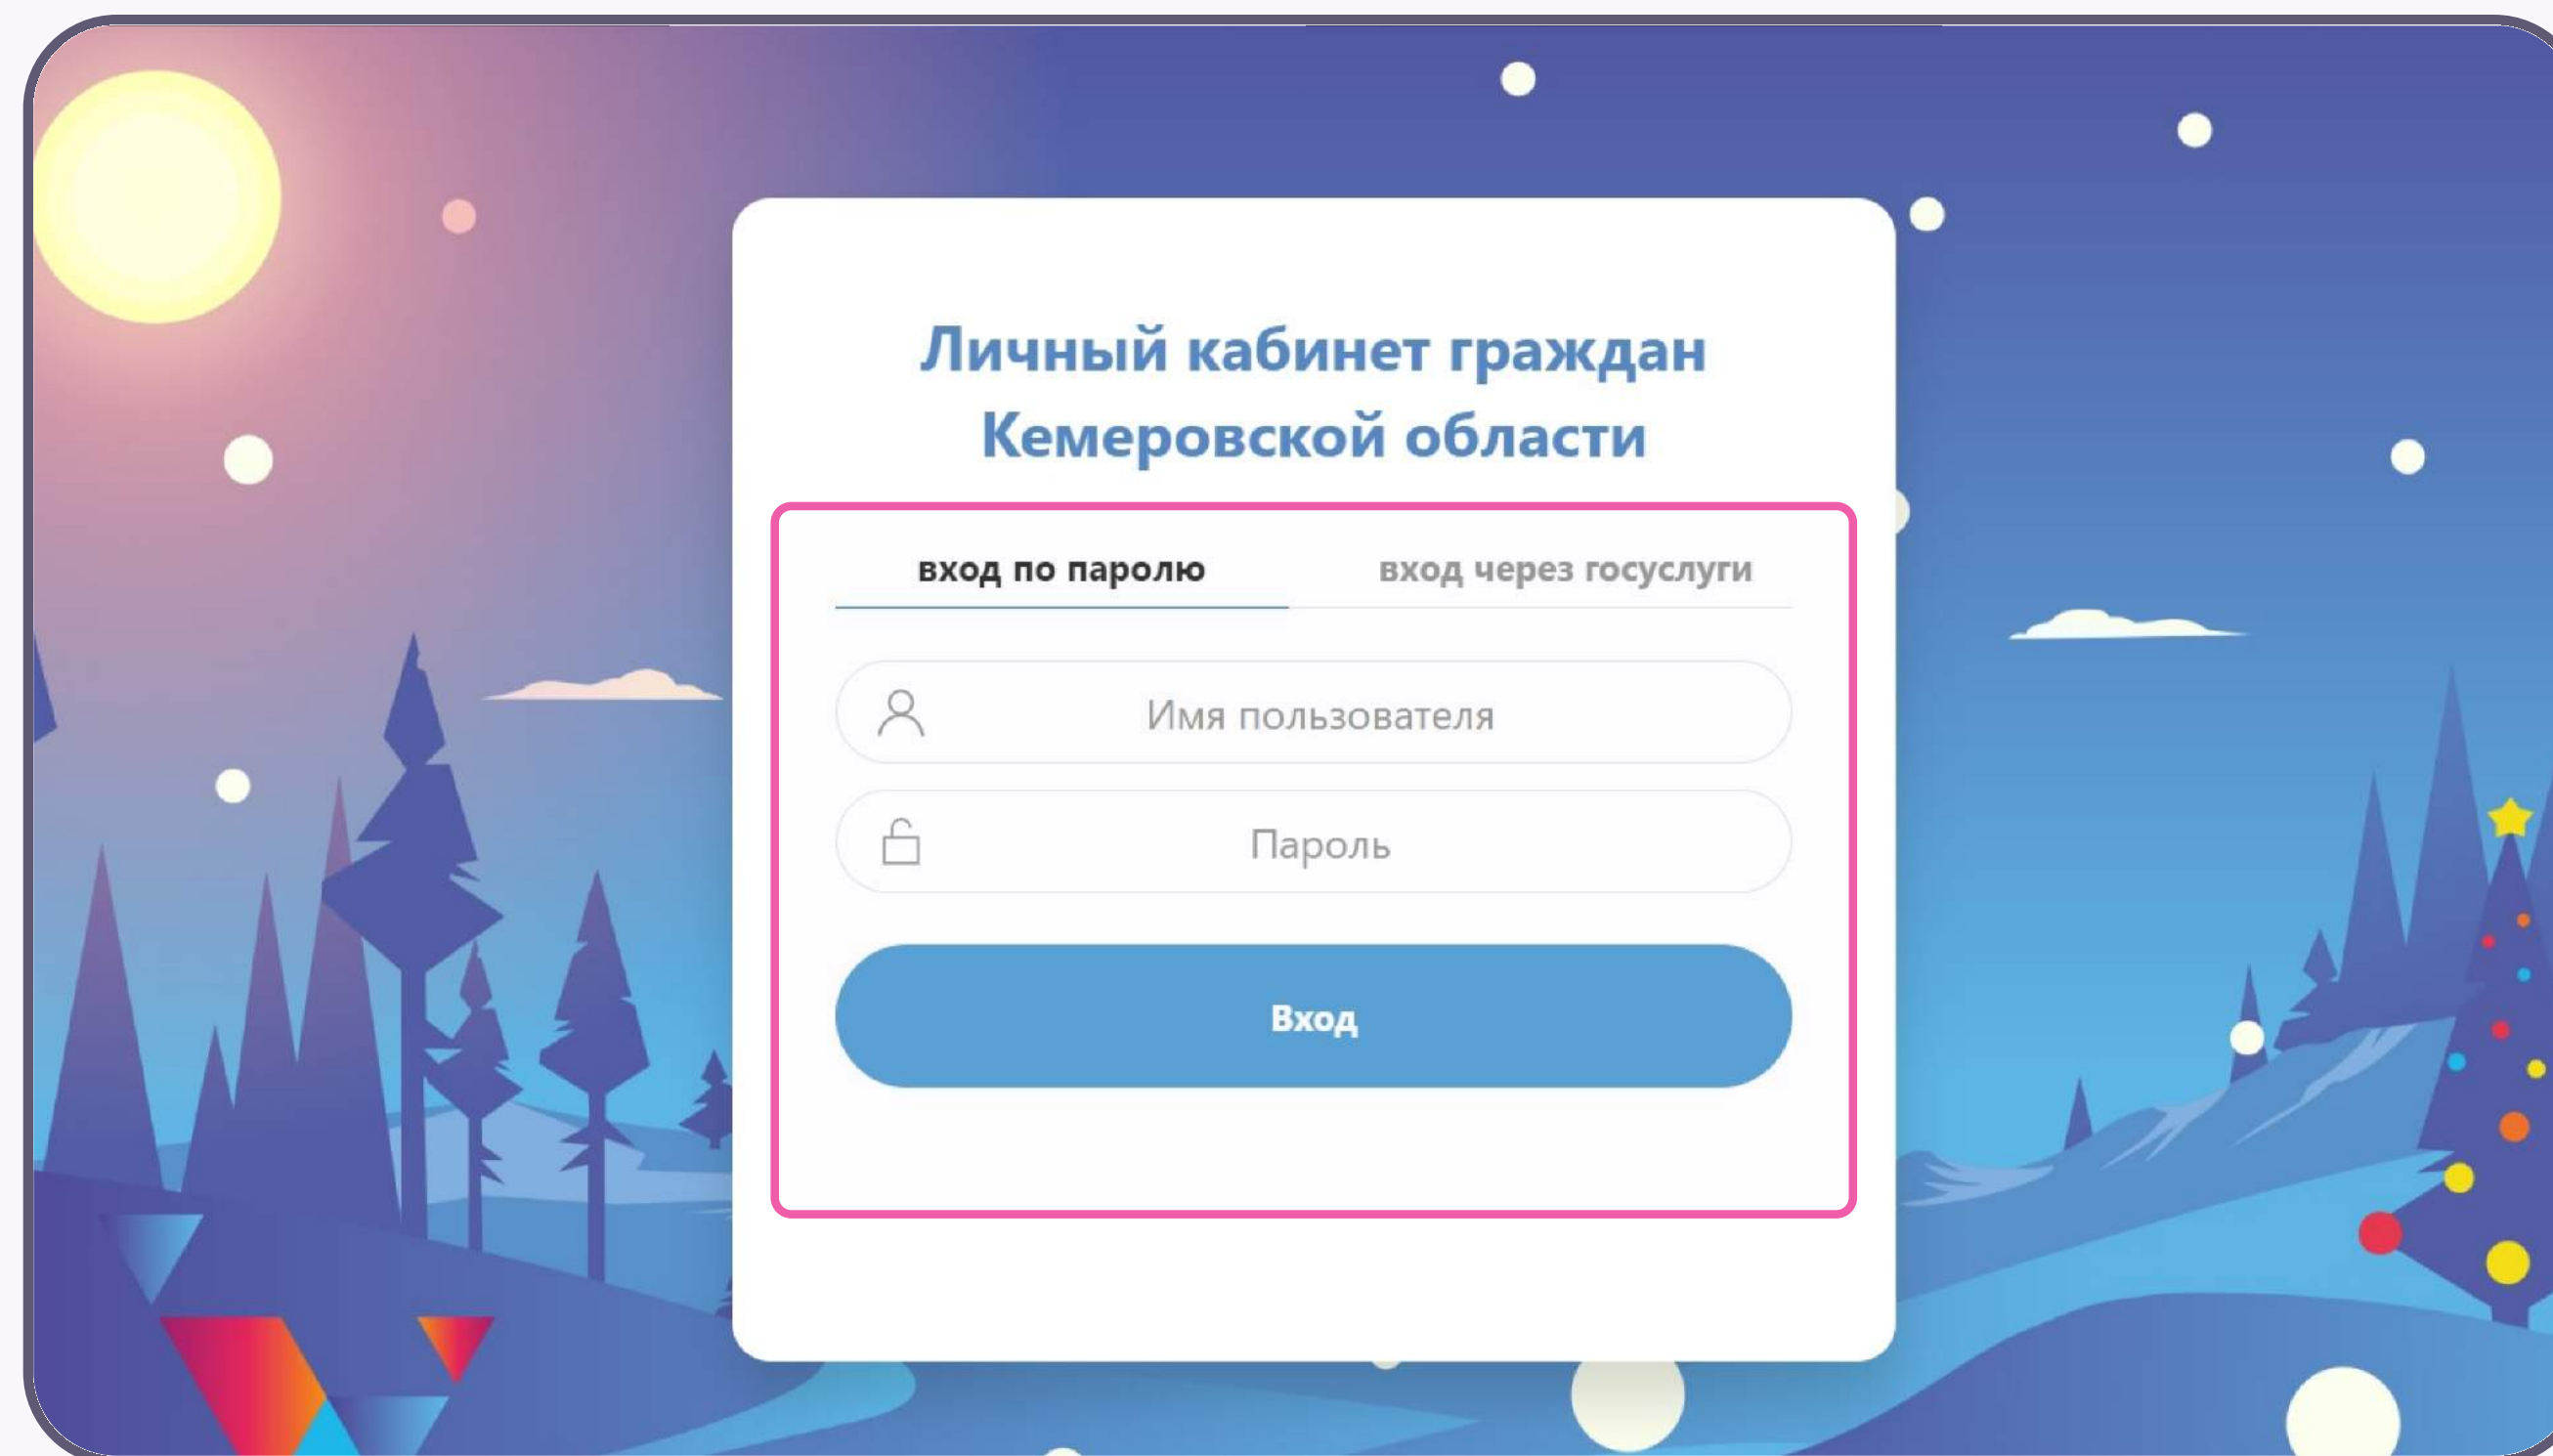 Личный кабинет граждан
Кемеровской области
вход по паролю вход через госуслуги
Имя пользователя
Пароль
Вход